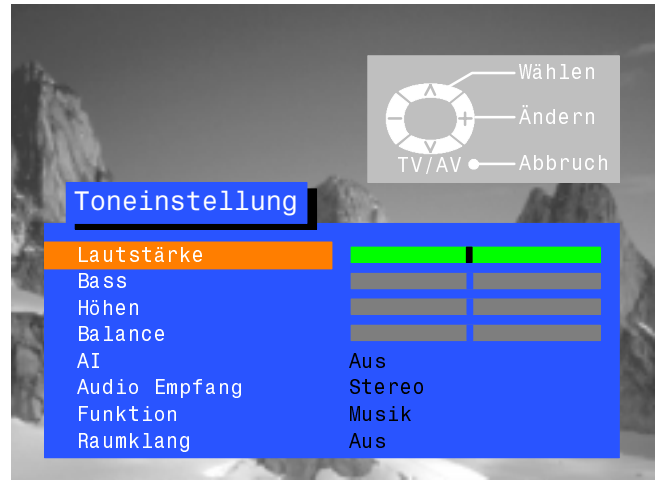 Wählen
Ändern
TV/AV Abbruch
Toneinstellung
Lautstärke
Bass
Höhen
Balance
AI Aus
Audio Empfang Stereo
Funktion Musik
Raumklang Aus